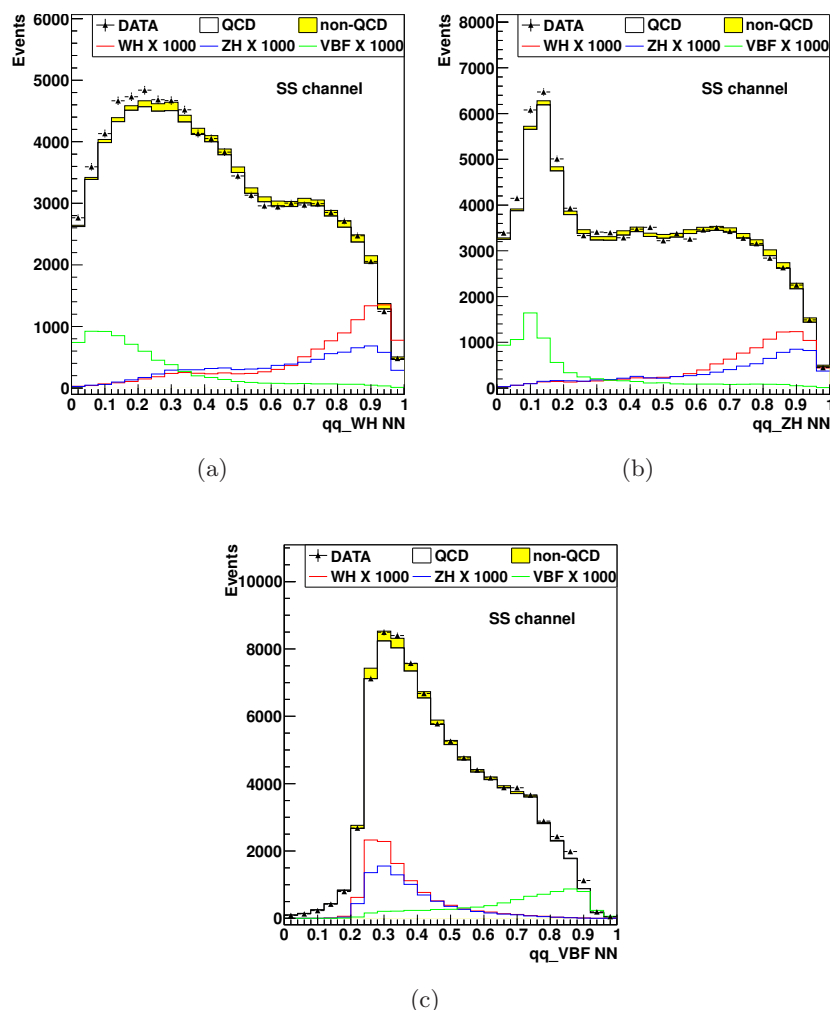 Events
DATA QCD non-QCD
WH X 1000 ZH X 1000 VBF X 1000
SS channel
6000
5000
4000
3000
2000
1000
0
0 0.1 0.2 0.3 0.4 0.5 0.6 0.7 0.8 0.9 1
qq_WH NN
(a)
Events
DATA QCD non-QCD
WH X 1000 ZH X 1000 VBF X 1000
SS channel
8000
7000
6000
5000
4000
3000
2000
1000
0
0 0.1 0.2 0.3 0.4 0.5 0.6 0.7 0.8 0.9 1
qq_ZH NN
(b)
Events
DATA QCD non-QCD
WH X 1000 ZH X 1000 VBF X 1000
SS channel
10000
8000
6000
4000
2000
0
0 0.1 0.2 0.3 0.4 0.5 0.6 0.7 0.8 0.9 1
qq_VBF NN
(c)